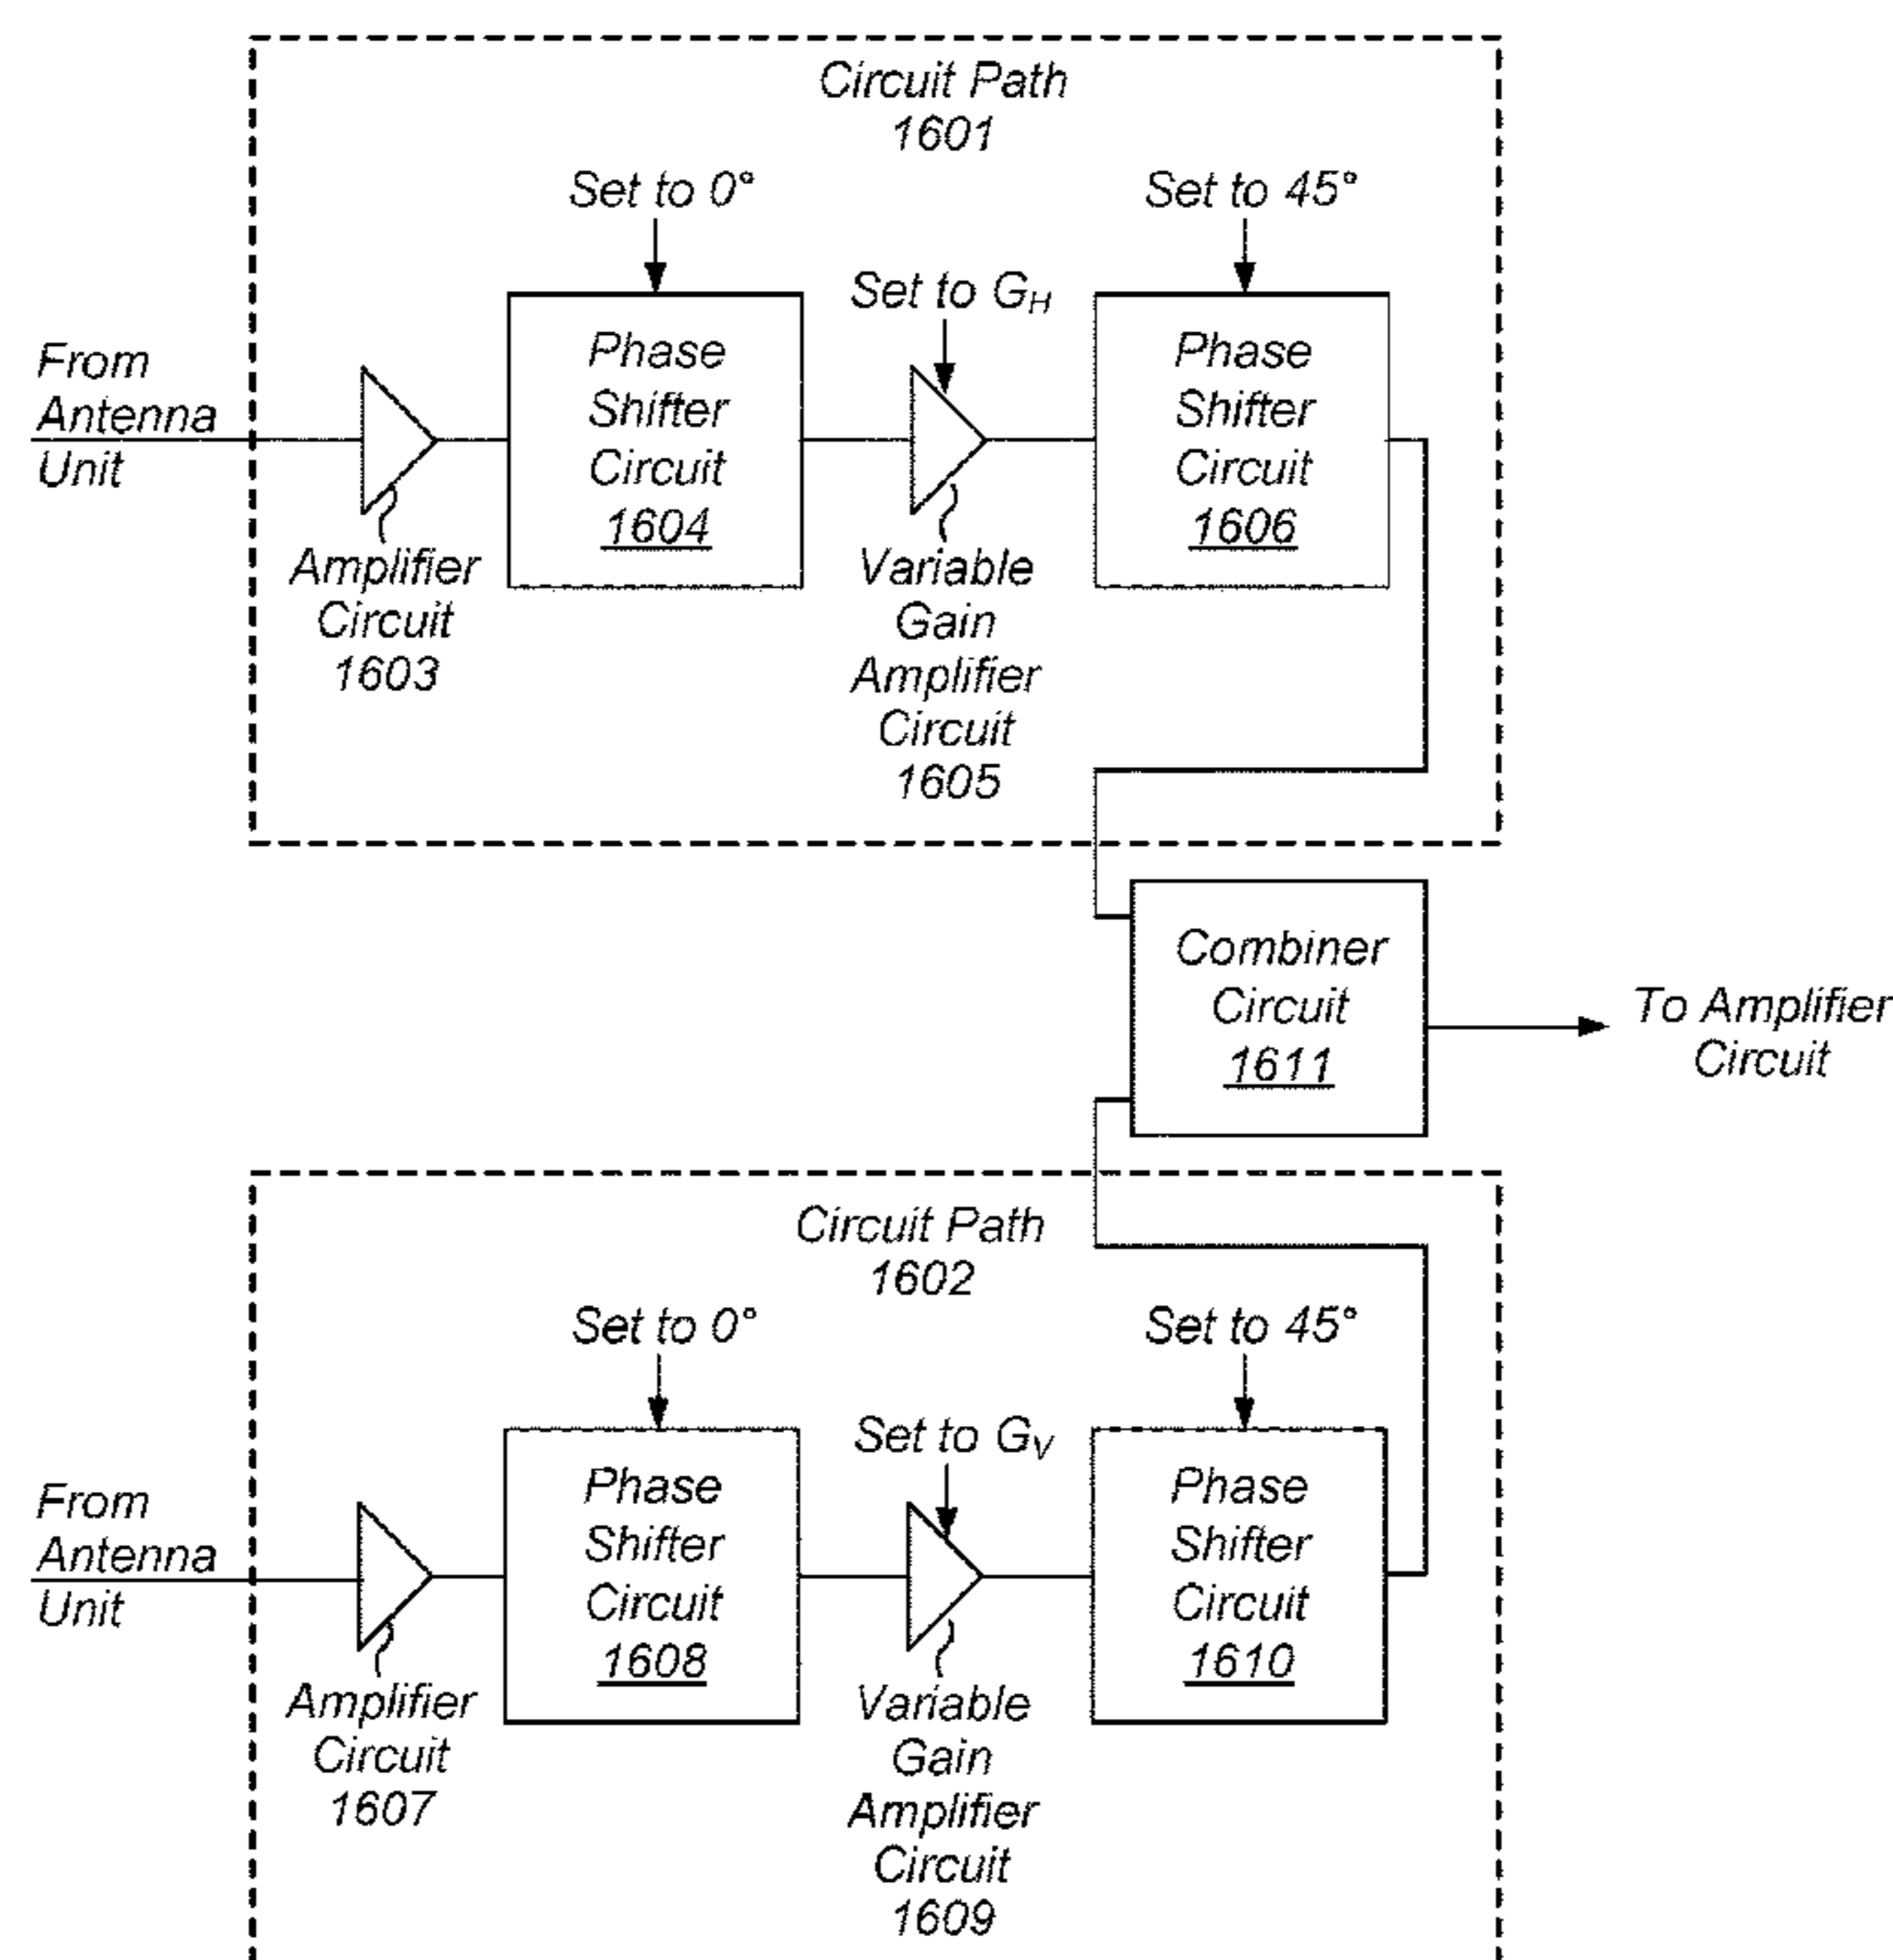 Circuit Path
1601
Set to 0°
Set to 45°
Set to GH
From
Antenna
Unit
Phase
Shifter
Circuit
1604
Phase
Shifter
Circuit
1606
Amplifier
Circuit
1603
Variable
Gain
Amplifier
Circuit
1605
Combiner
Circuit
1611
To Amplifier
Circuit
Circuit Path
1602
Set to 0°
Set to 45°
Set to GV
From
Antenna
Unit
Phase
Shifter
Circuit
1608
Phase
Shifter
Circuit
1610
Amplifier
Circuit
1607
Variable
Gain
Amplifier
Circuit
1609